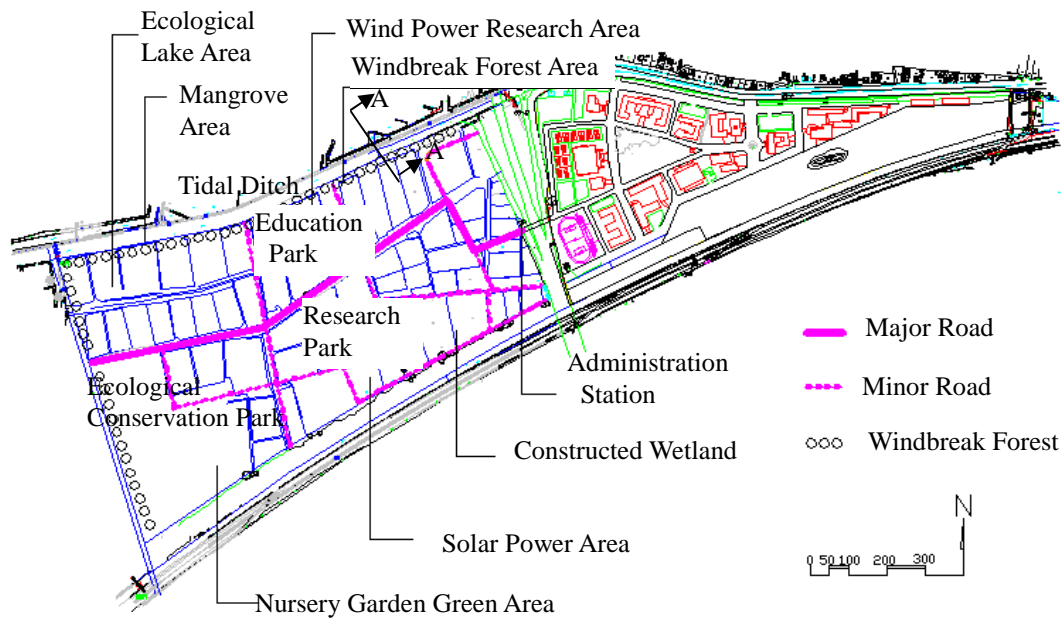 Ecological
Lake Area
Wind Power Research Area
Windbreak Forest Area
Mangrove
Area
A
A
Tidal Ditch
Education
Park
Research
Park
Ecological
Conservation Park
Administration
Station
Constructed Wetland
Solar Power Area
Nursery Garden Green Area
Major Road
Minor Road
Windbreak Forest
N
0 50 100 200 300